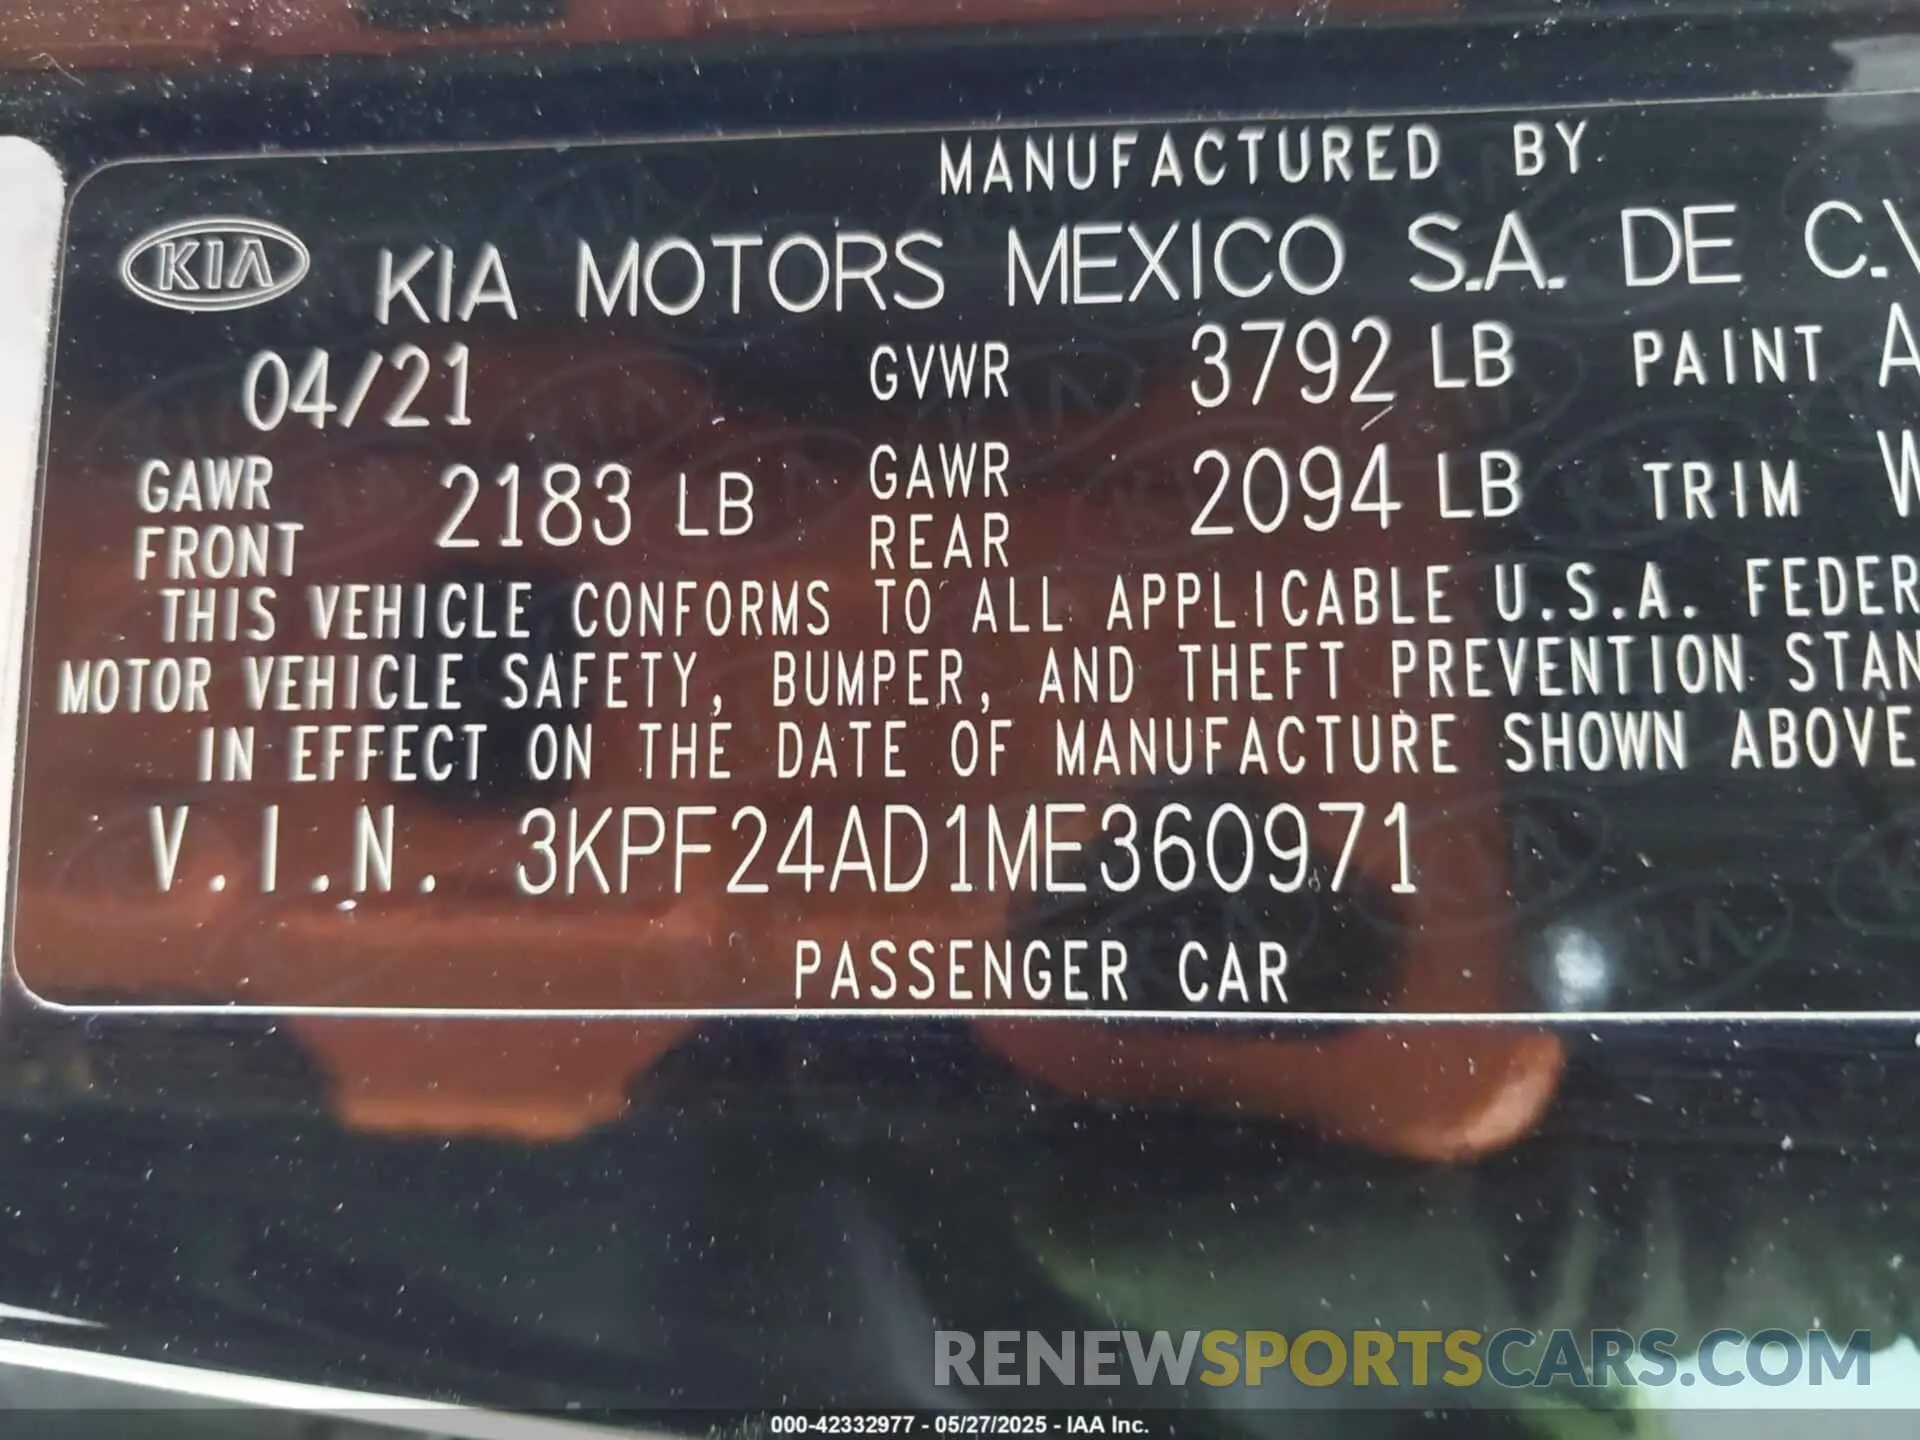 MANUFACTURED BY
KIA KIA MOTORS MEXICO S.A. DE C.V
04/21 GVWR 3792 LB PAINT A
GAWR FRONT 2183 LB GAWR REAR 2094 LB TRIM W
THIS VEHICLE CONFORMS TO ALL APPLICABLE U.S.A. FEDER
MOTOR VEHICLE SAFETY, BUMPER, AND THEFT PREVENTION STAN
IN EFFECT ON THE DATE OF MANUFACTURE SHOWN ABOVE
V.I.N. 3KPF24AD1ME360971
PASSENGER CAR
RENEWSPORTSCARS.COM
000-42332977 - 05/27/2025 - IAA Inc.